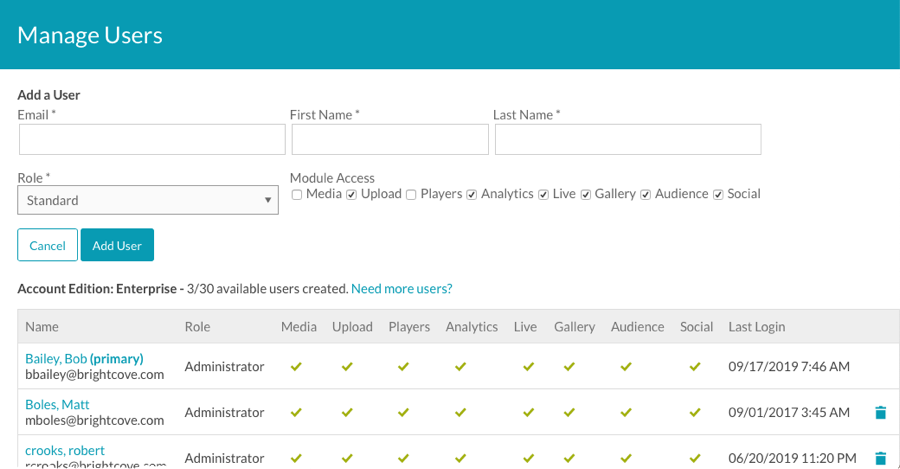 Manage Users
Add a User
Email * First Name * Last Name *
Role * Module Access
Standard Media Upload Players Analytics Live Gallery Audience Social
Cancel Add User
Account Edition: Enterprise - 3/30 available users created. Need more users?
Name Role Media Upload Players Analytics Live Gallery Audience Social Last Login
Bailey, Bob (primary)
bbailey@brightcove.com Administrator 09/17/2019 7:46 AM
Boles, Matt
mboles@brightcove.com Administrator 09/01/2017 3:45 AM
crooks, robert
rcrooks@brightcove.com Administrator 06/20/2019 11:20 PM